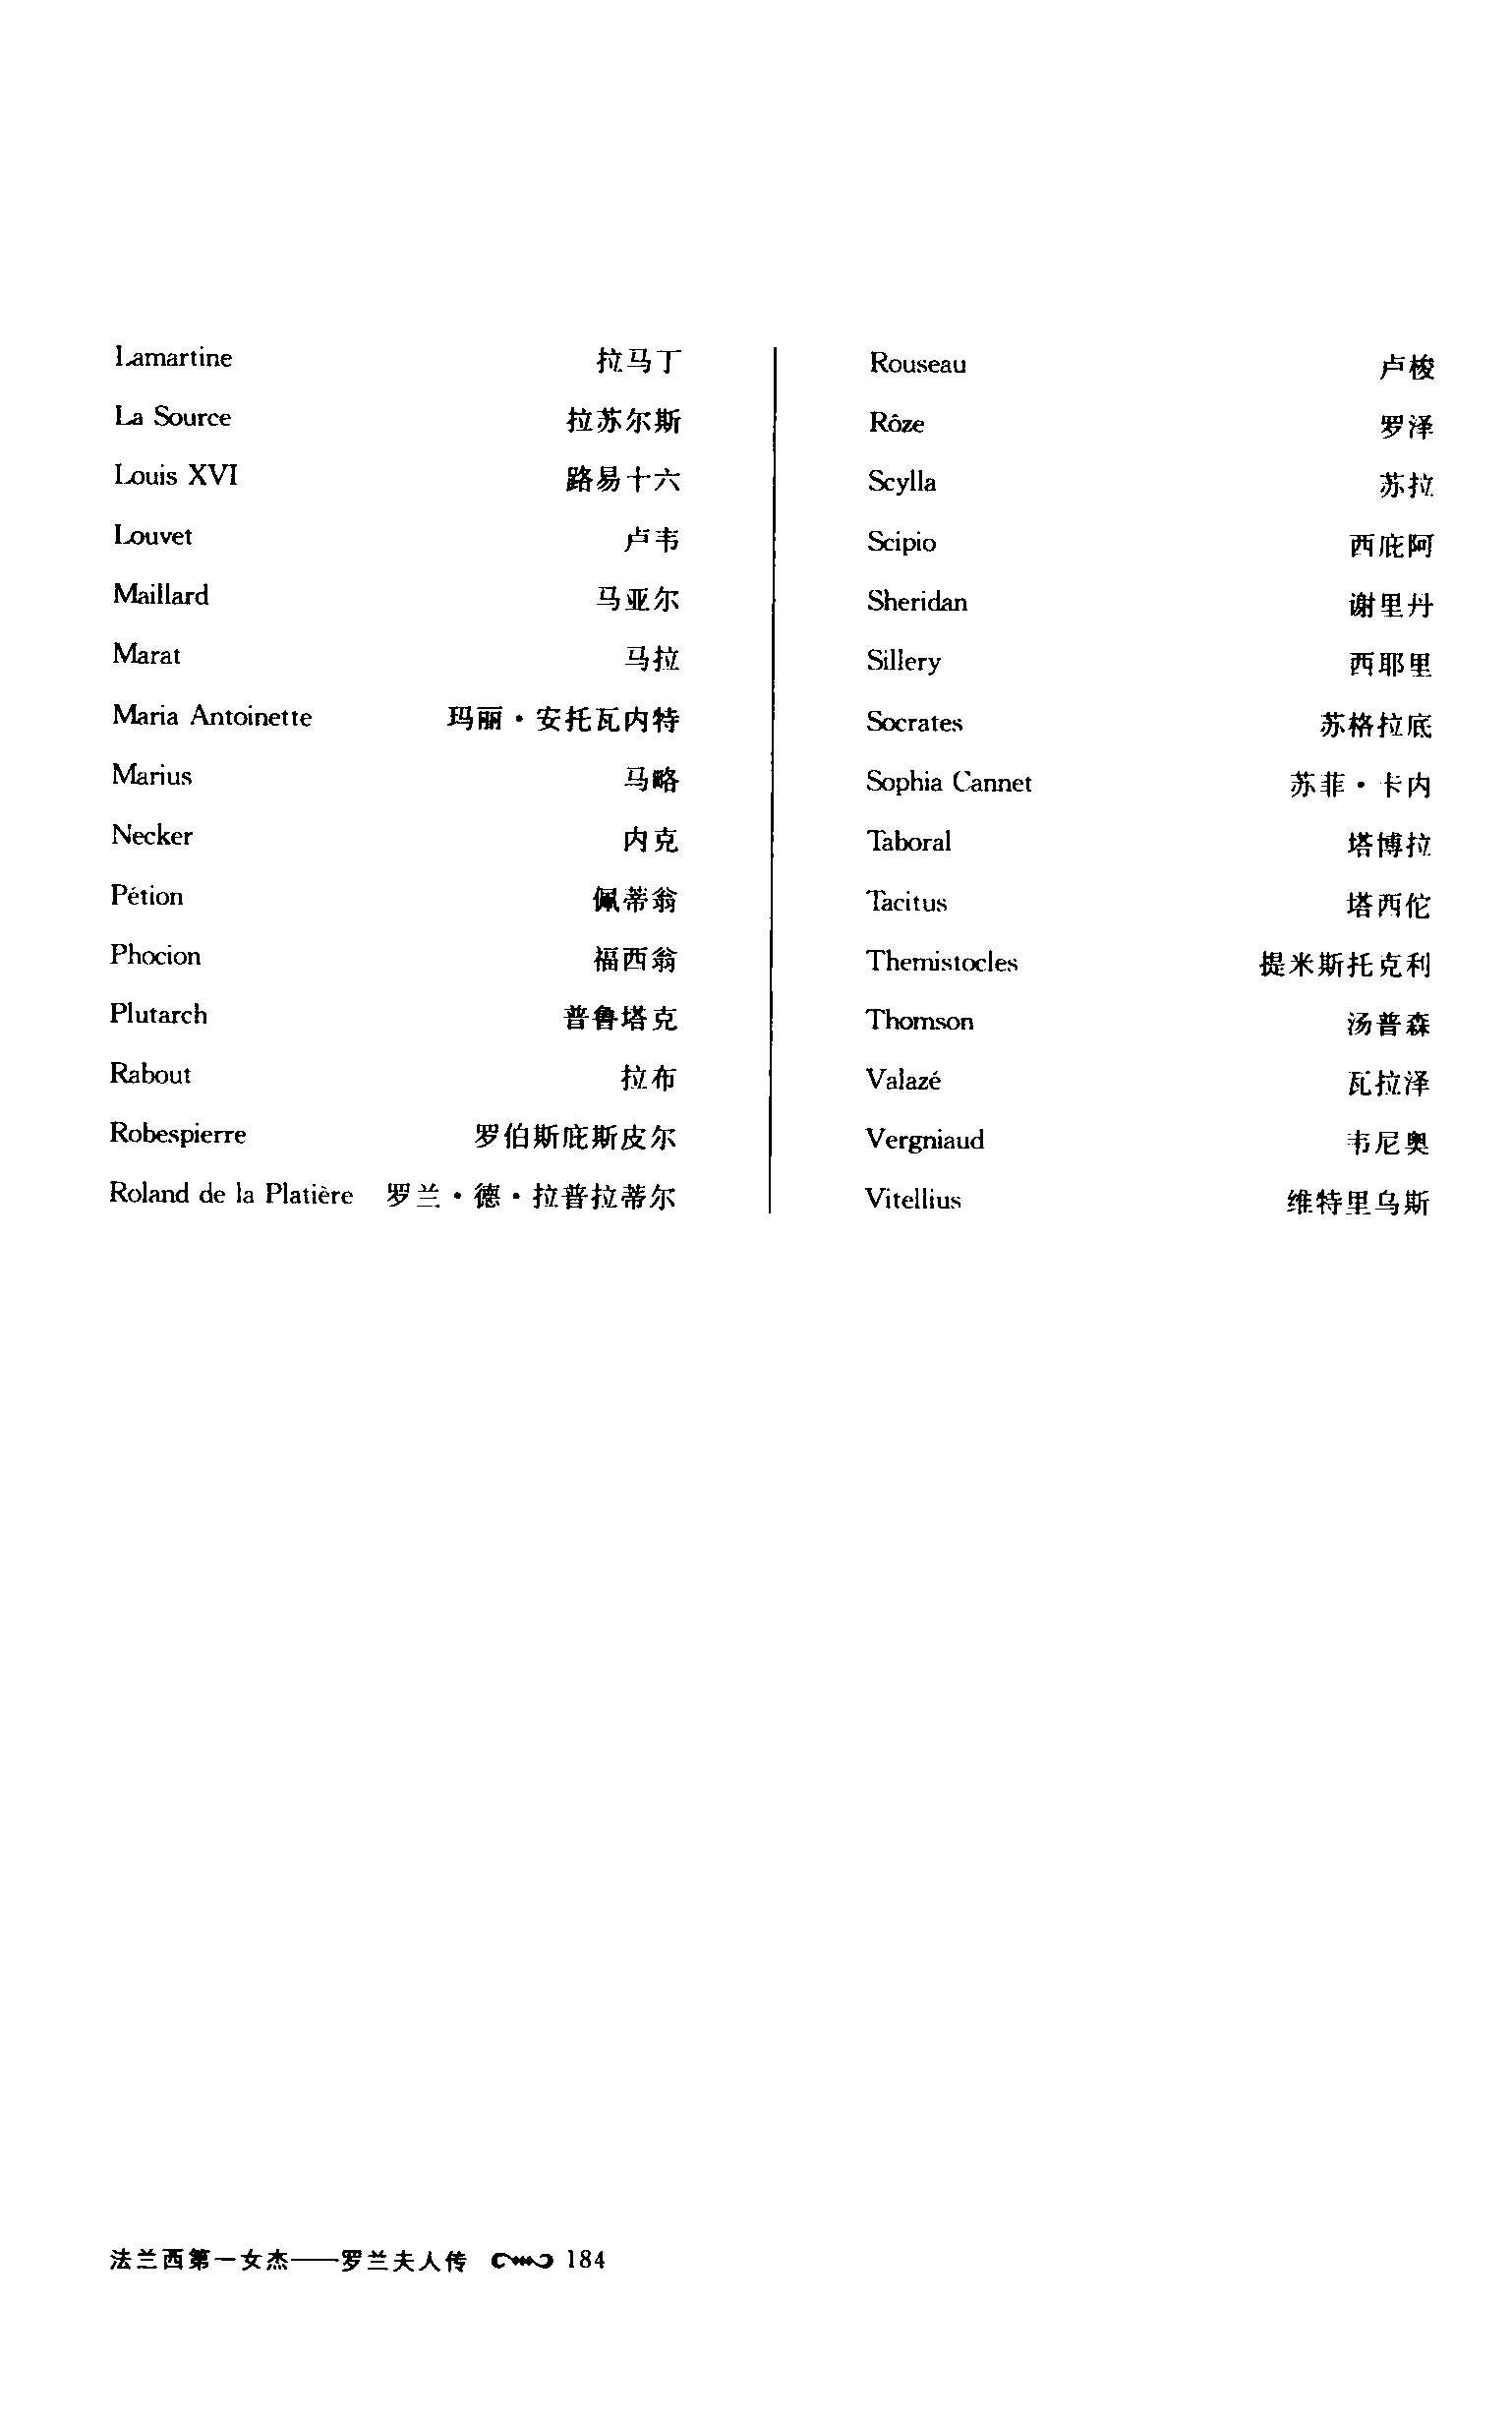 Lamartine 拉马丁
La Source 拉苏尔斯
Louis XVI 路易十六
Louvet 卢韦
Maillard 马亚尔
Marat 马拉
Maria Antoinette 玛丽·安托瓦内特
Marius 马略
Necker 内克
Pétion 佩蒂翁
Phocion 福西翁
Plutarch 普鲁塔克
Rabout 拉布
Robespierre 罗伯斯庇斯皮尔
Roland de la Platière 罗兰·德·拉普拉蒂尔
Rouseau 卢梭
Rôze 罗泽
Scylla 苏拉
Scipio 西庇阿
Sheridan 谢里丹
Sillery 西耶里
Socrates 苏格拉底
Sophia Cannet 苏菲·卡内
Taboral 塔博拉
Tacitus 塔西佗
Themistocles 提米斯托克利
Thomson 汤普森
Valazé 瓦拉泽
Vergniaud 韦尼奥
Vitellius 维特里乌斯
法兰西第一女杰——罗兰夫人传 184